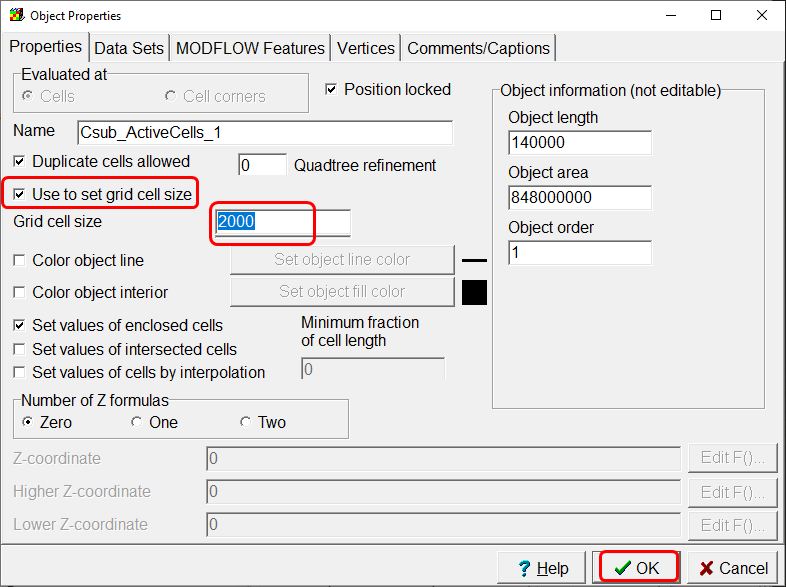 Object Properties
Properties Data Sets MODFLOW Features Vertices Comments/Captions
Evaluated at
Cells Cell corners
Position locked
Name Csub_ActiveCells_1
Duplicate cells allowed 0 Quadtree refinement
Use to set grid cell size
Grid cell size 2000
Color object line Set object line color
Color object interior Set object fill color
Set values of enclosed cells
Set values of intersected cells
Set values of cells by interpolation
Minimum fraction
of cell length
0
Number of Z formulas
Zero One Two
Z-coordinate 0 Edit F()...
Higher Z-coordinate 0 Edit F()...
Lower Z-coordinate 0 Edit F()...
Object information (not editable)
Object length
140000
Object area
848000000
Object order
1
? Help OK Cancel